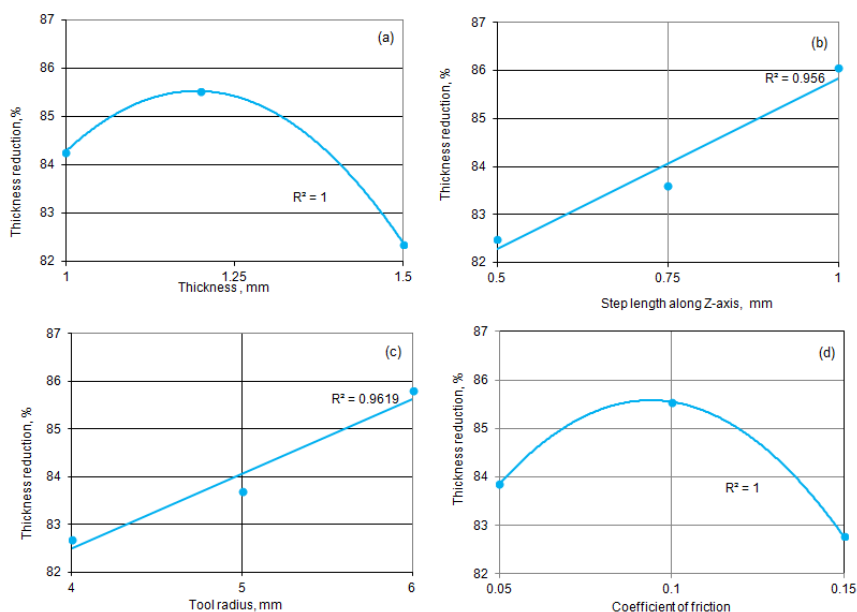 (a)
Thickness reduction,%
87
86
85
84
83
82
R² = 1
1
1.25
1.5
Thickness , mm
(b)
Thickness reduction, %
87
86
85
84
83
82
R² = 0.956
0.5
0.75
1
Step length along Z-axis, mm
(c)
Thickness reduction, %
87
86
85
84
83
82
R² = 0.9619
4
5
6
Tool radius, mm
(d)
Thickness reduction, %
87
86
85
84
83
82
R² = 1
0.05
0.1
0.15
Coefficient of friction